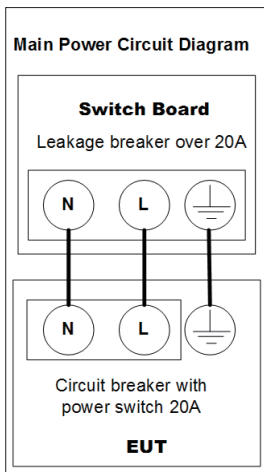 Main Power Circuit Diagram
Switch Board
Leakage breaker over 20A
N L
N L
Circuit breaker with
power switch 20A
EUT